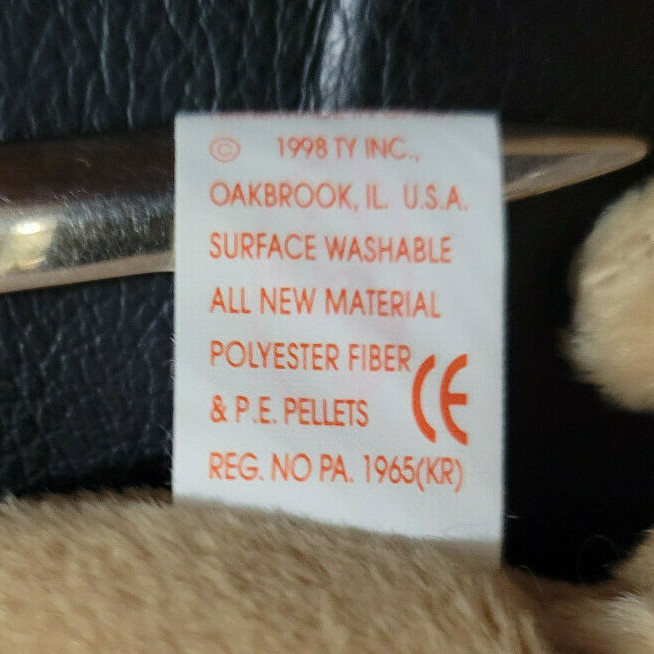 © 1998 TY INC.,
OAKBROOK, IL. U.S.A.
SURFACE WASHABLE
ALL NEW MATERIAL
POLYESTER FIBER
& P.E. PELLETS
CE
REG. NO PA. 1965(KR)